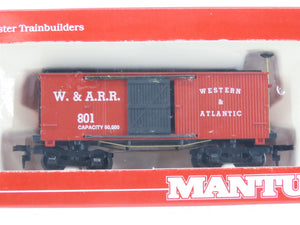 ster Trainbuilders
W. & A.R.R.
801
CAPACITY 50,000
WESTERN
&
ATLANTIC
MANTU